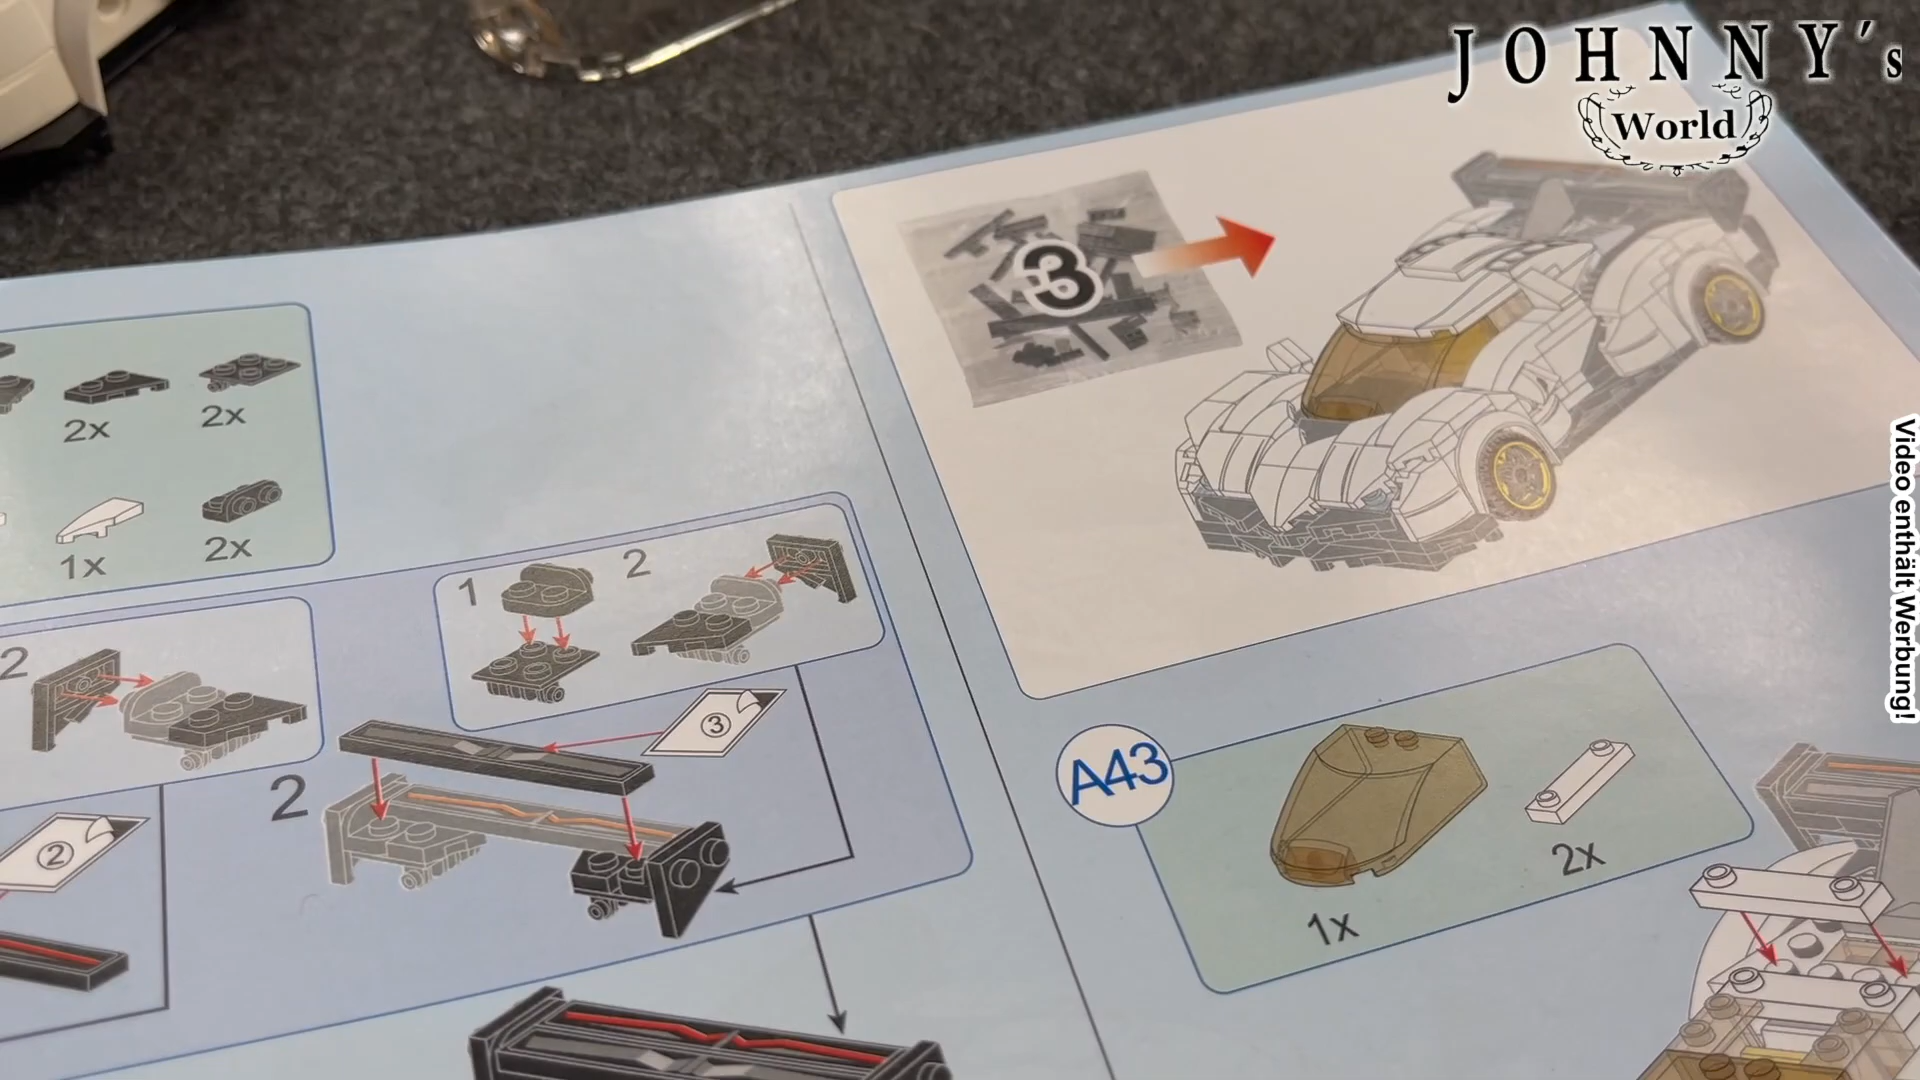 JOHNNY´s
World
3
2x
2x
1x
2x
1
2
2
3
2
2
A43
1x
2x
Video enthält Werbung!